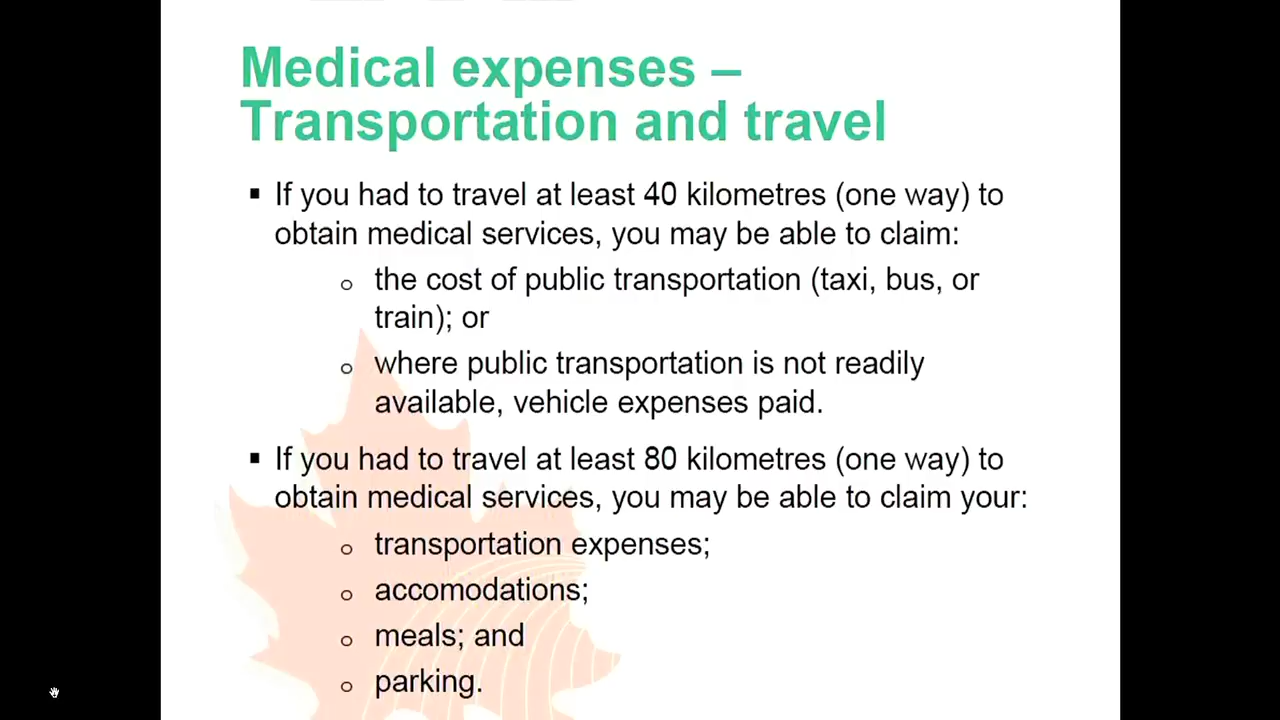 Medical expenses –
Transportation and travel
▪ If you had to travel at least 40 kilometres (one way) to
obtain medical services, you may be able to claim:
o the cost of public transportation (taxi, bus, or
train); or
o where public transportation is not readily
available, vehicle expenses paid.
▪ If you had to travel at least 80 kilometres (one way) to
obtain medical services, you may be able to claim your:
o transportation expenses;
o accomodations;
o meals; and
o parking.